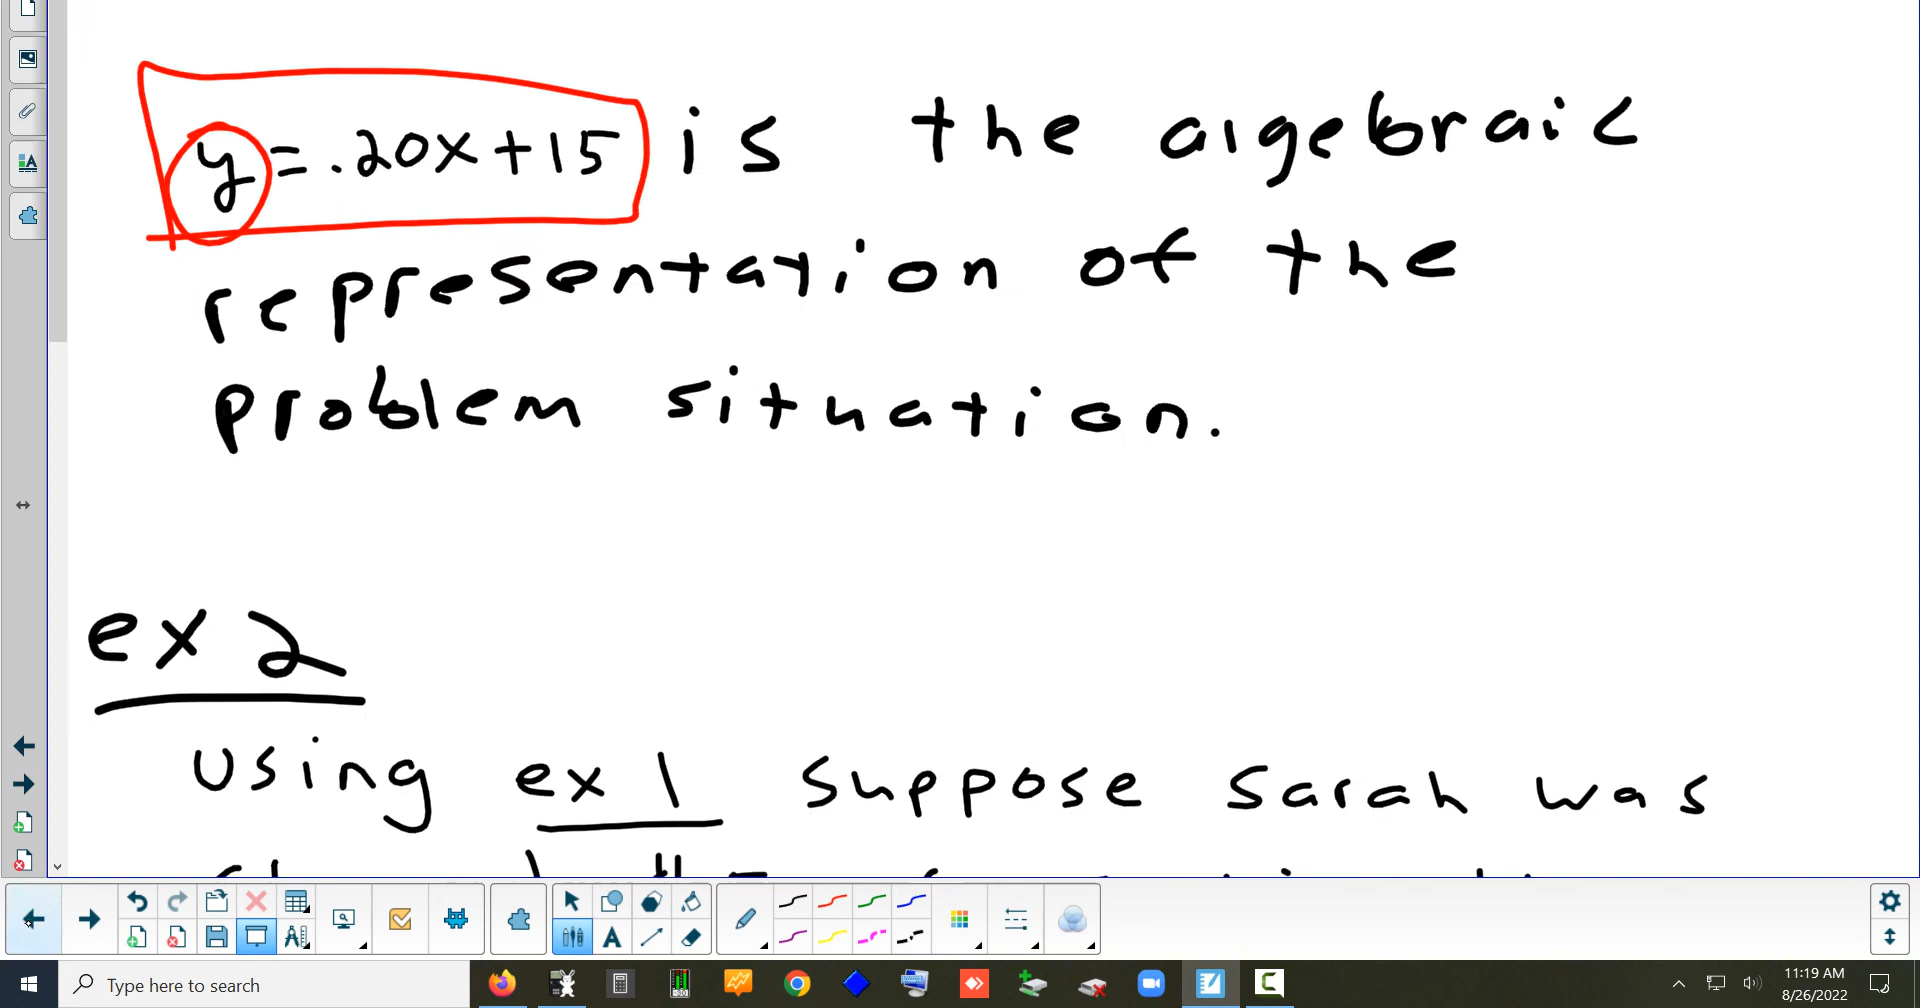 y = .20x + 15 is the algebraic
representation of the
problem situation.
ex 2
Using ex 1 suppose Sarah was
Type here to search
11:19 AM
8/26/2022